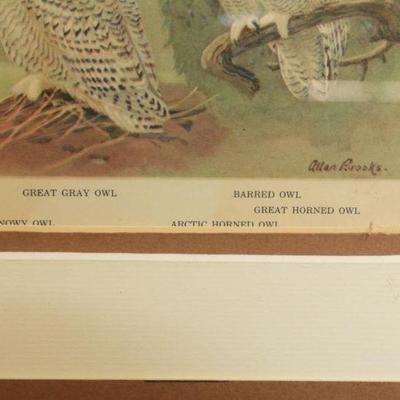 Allan Brooks.
GREAT GRAY OWL BARRED OWL
GREAT HORNED OWL
NOWY OWL ARCTIC HORNED OWL